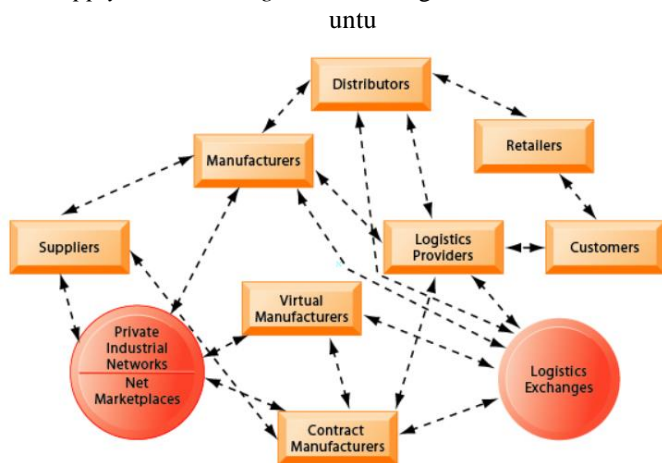 untu
Distributors
Manufacturers
Retailers
Suppliers
Logistics
Providers
Customers
Virtual
Manufacturers
Private
Industrial
Networks
Net
Marketplaces
Logistics
Exchanges
Contract
Manufacturers